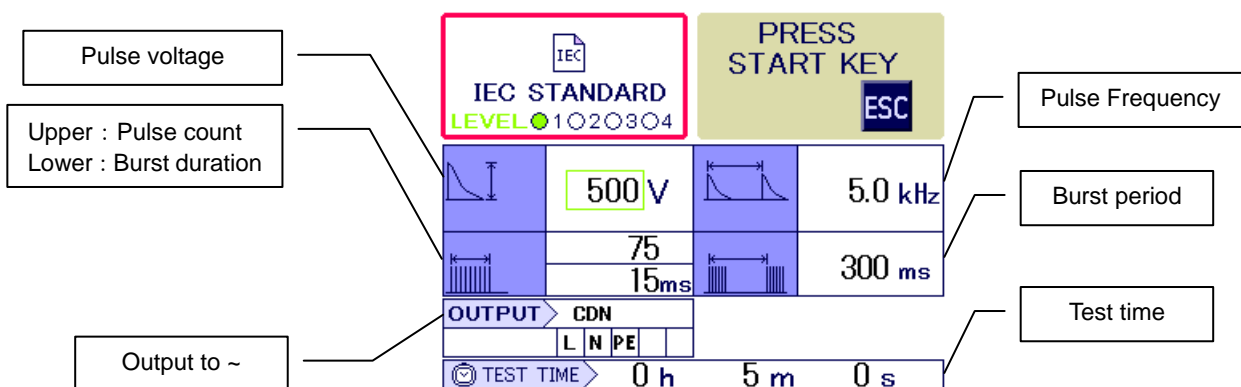 Pulse voltage
Upper : Pulse count
Lower : Burst duration
Output to ~
IEC
IEC STANDARD
LEVEL 1 2 3 4
PRESS
START KEY
ESC
500 V
5.0 kHz
75
15ms
300 ms
OUTPUT CDN
L N PE
TEST TIME 0 h 5 m 0 s
Pulse Frequency
Burst period
Test time